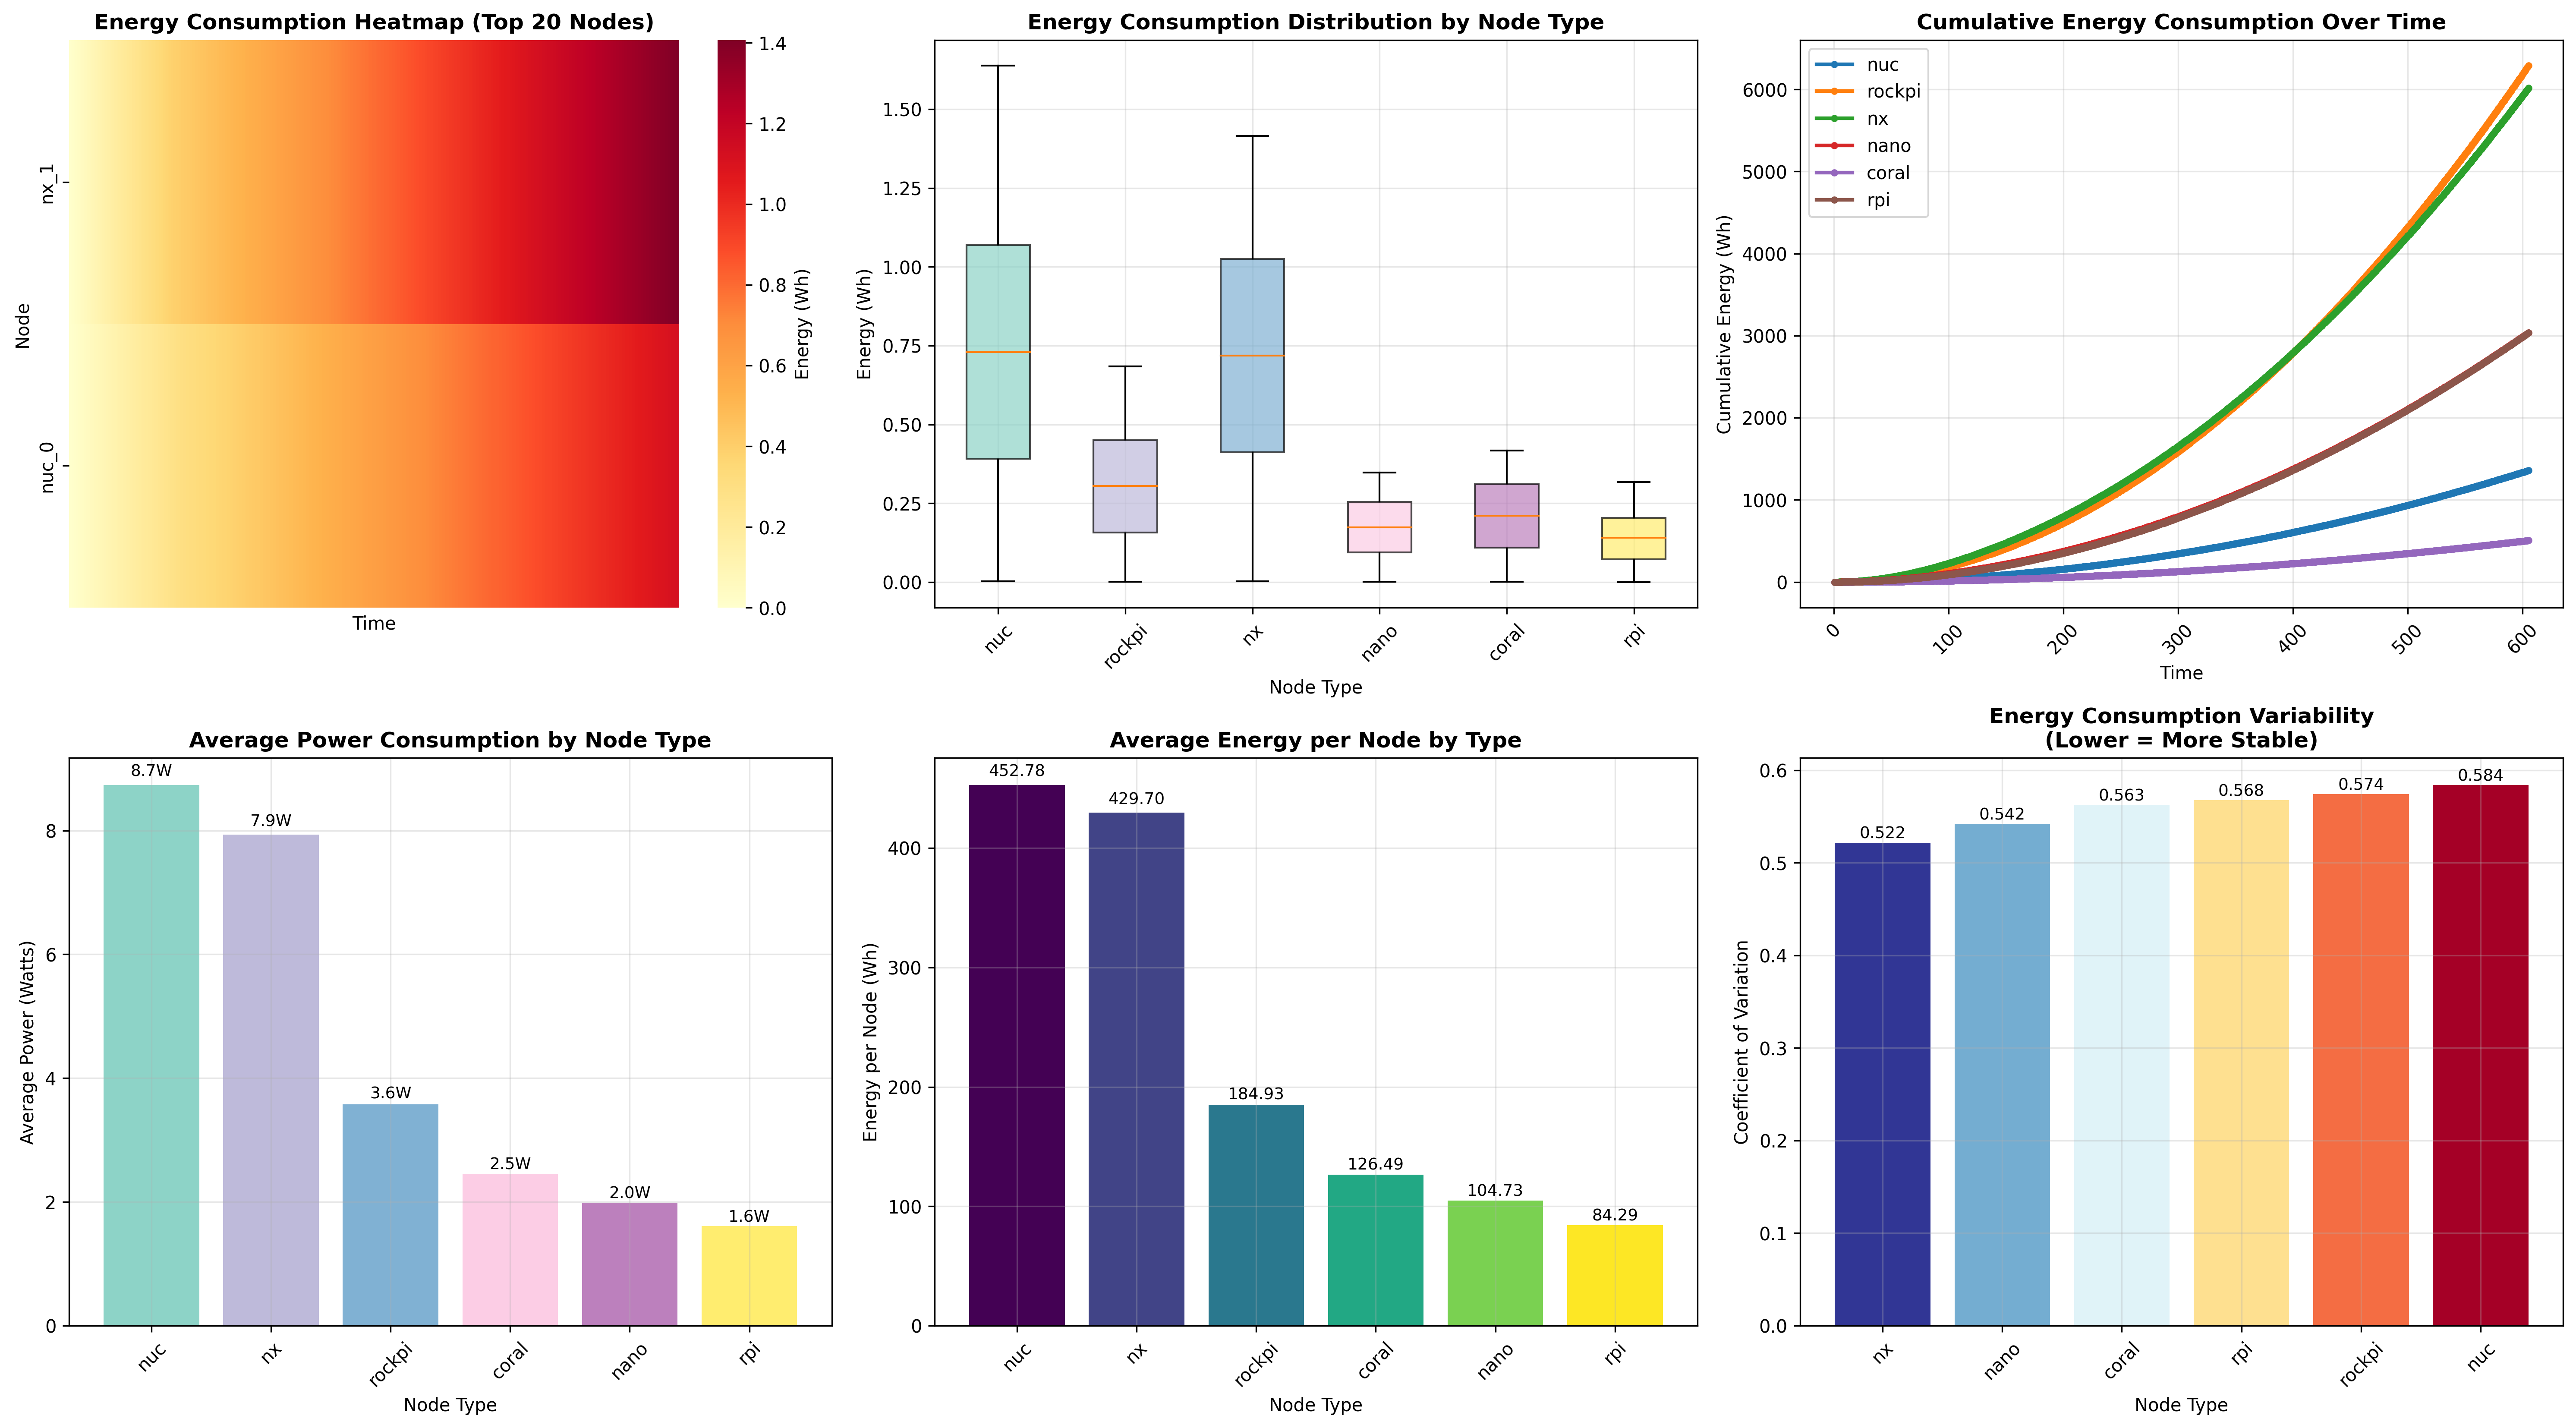 Energy Consumption Heatmap (Top 20 Nodes)
Node
nx_1
nuc_0
Time
1.4
1.2
1.0
0.8
0.6
0.4
0.2
0.0
Energy (Wh)
Energy Consumption Distribution by Node Type
Energy (Wh)
1.50
1.25
1.00
0.75
0.50
0.25
0.00
nuc
rockpi
nx
nano
coral
rpi
Node Type
Cumulative Energy Consumption Over Time
Cumulative Energy (Wh)
6000
5000
4000
3000
2000
1000
0
nuc
rockpi
nx
nano
coral
rpi
0
100
200
300
400
500
600
Time
Average Power Consumption by Node Type
Average Power (Watts)
8
6
4
2
0
8.7W
7.9W
3.6W
2.5W
2.0W
1.6W
nuc
nx
rockpi
coral
nano
rpi
Node Type
Average Energy per Node by Type
Energy per Node (Wh)
400
300
200
100
0
452.78
429.70
184.93
126.49
104.73
84.29
nuc
nx
rockpi
coral
nano
rpi
Node Type
Energy Consumption Variability
(Lower = More Stable)
Coefficient of Variation
0.6
0.5
0.4
0.3
0.2
0.1
0.0
0.522
0.542
0.563
0.568
0.574
0.584
nx
nano
coral
rpi
rockpi
nuc
Node Type